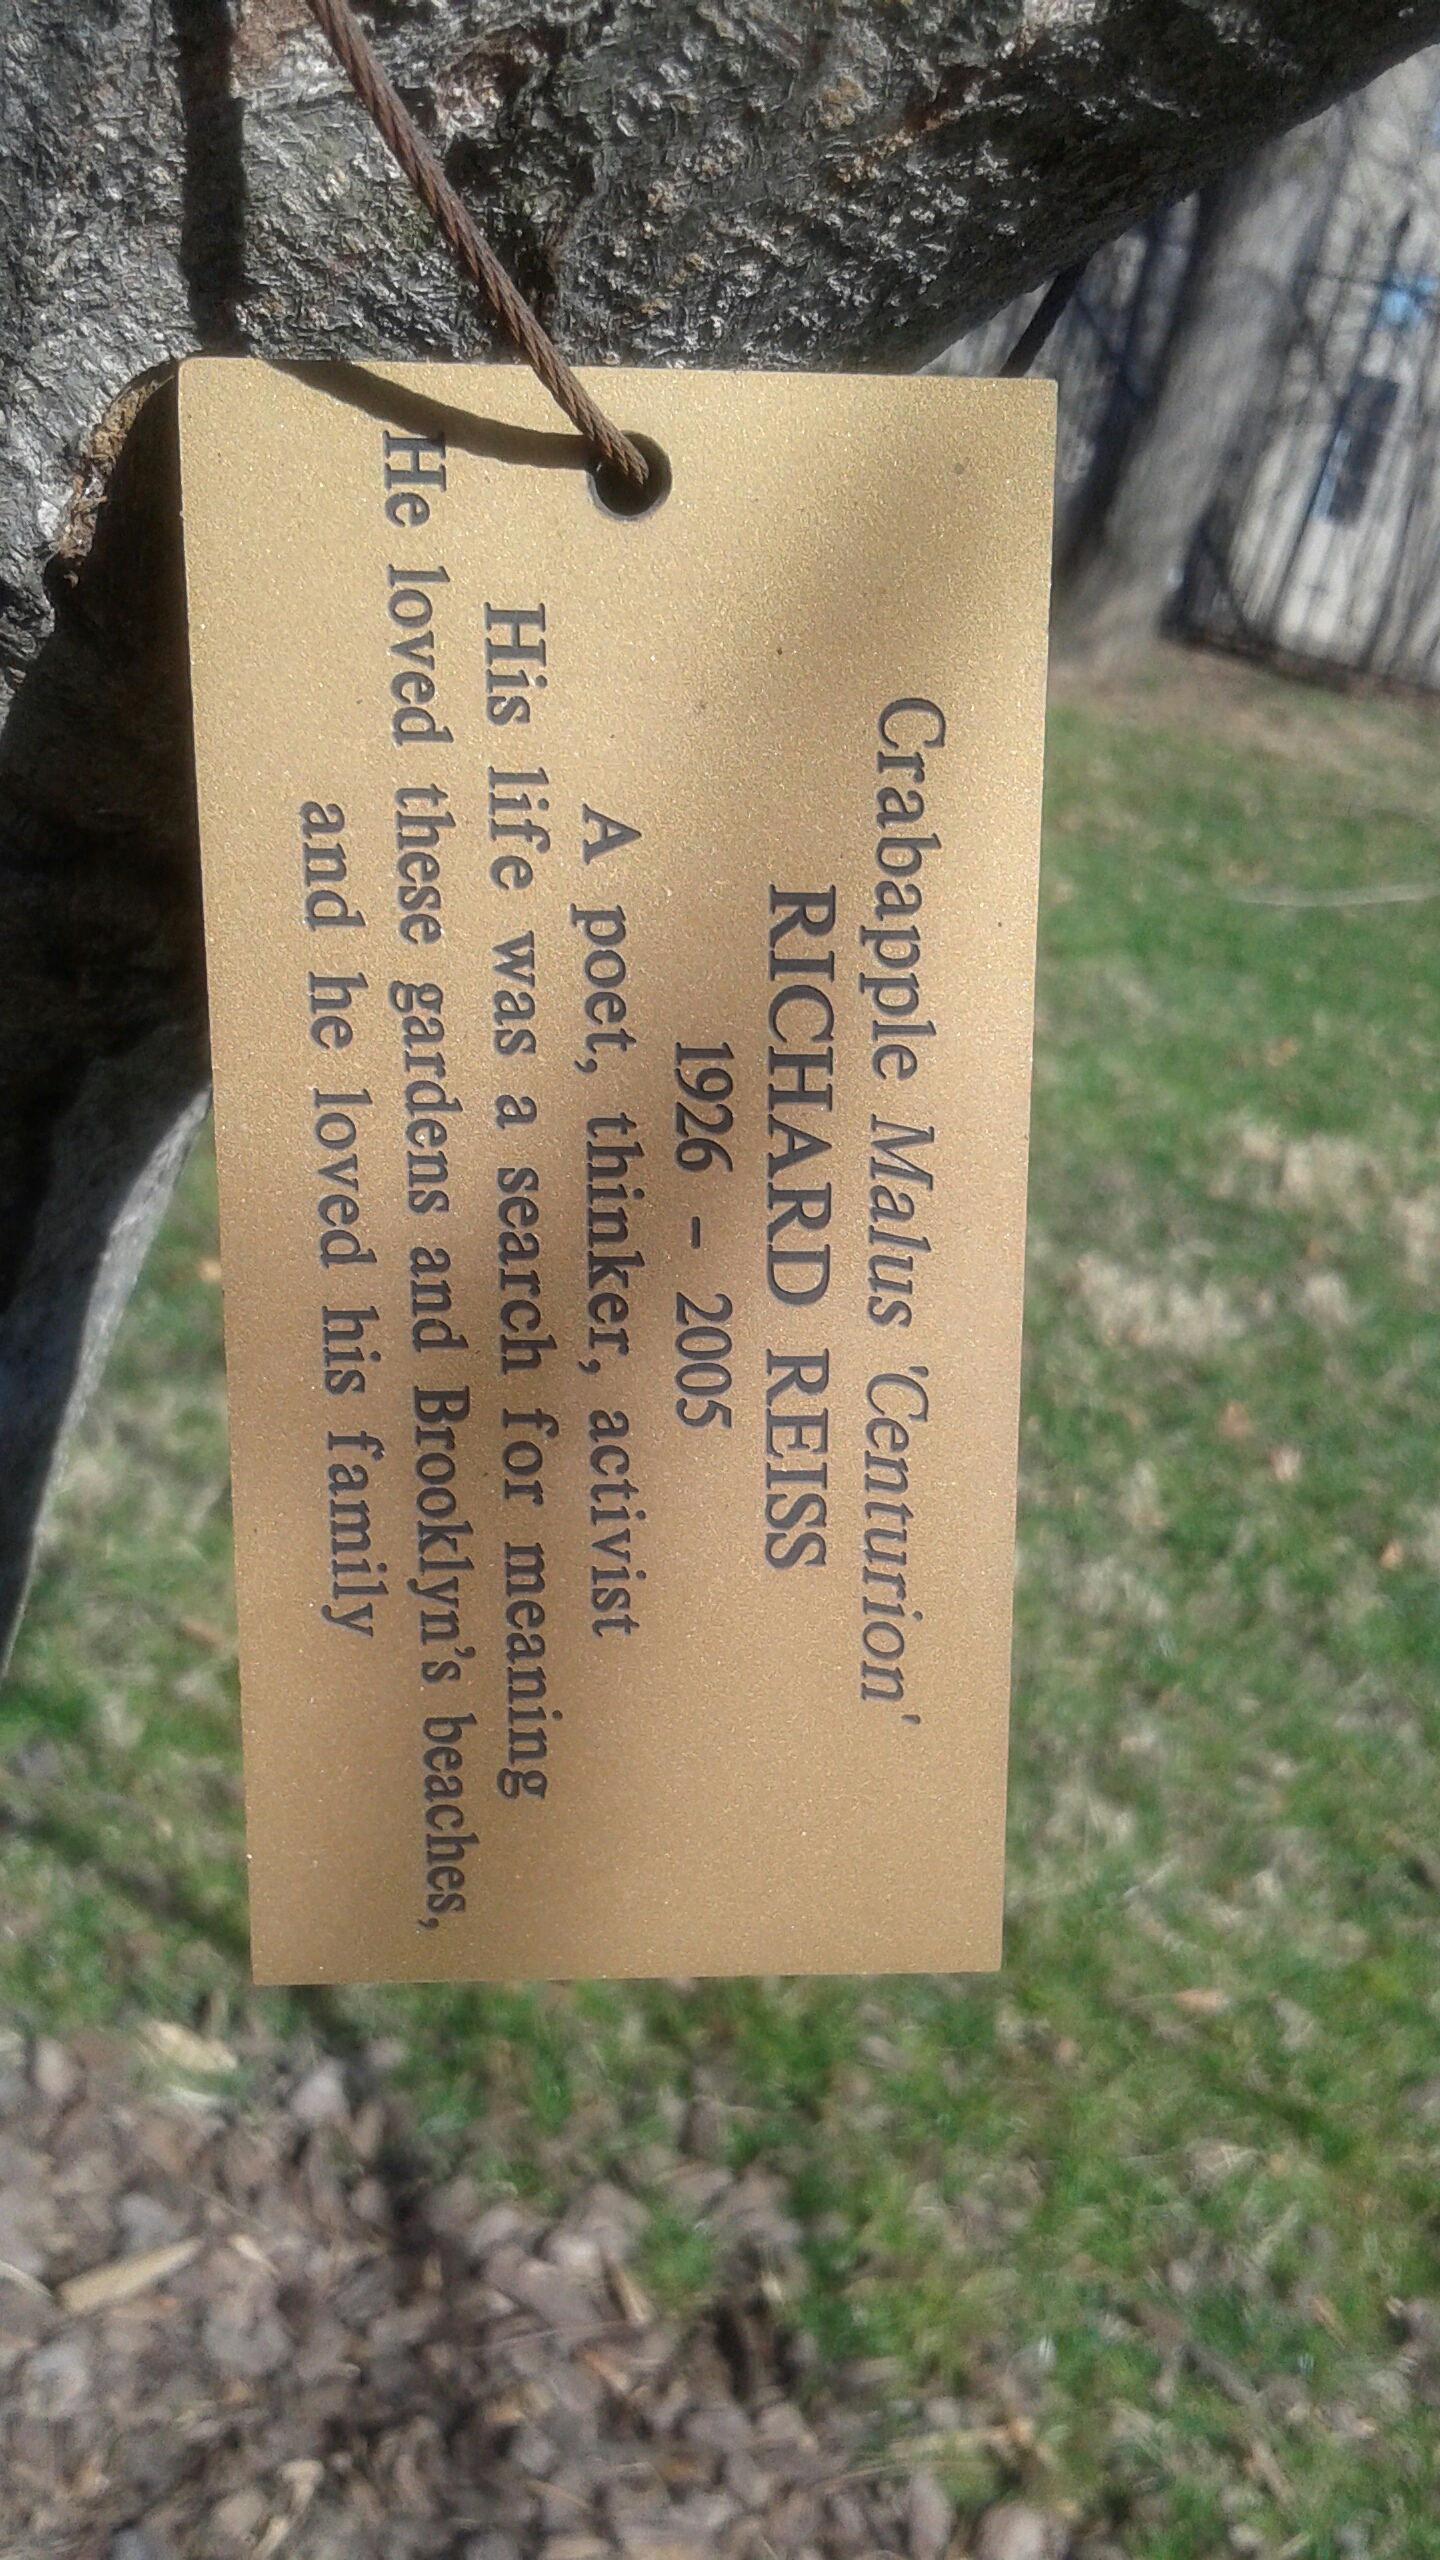 Crabapple Malus 'Centurion'
RICHARD REISS
1926 - 2005
A poet, thinker, activist
His life was a search for meaning
He loved these gardens and Brooklyn's beaches,
and he loved his family